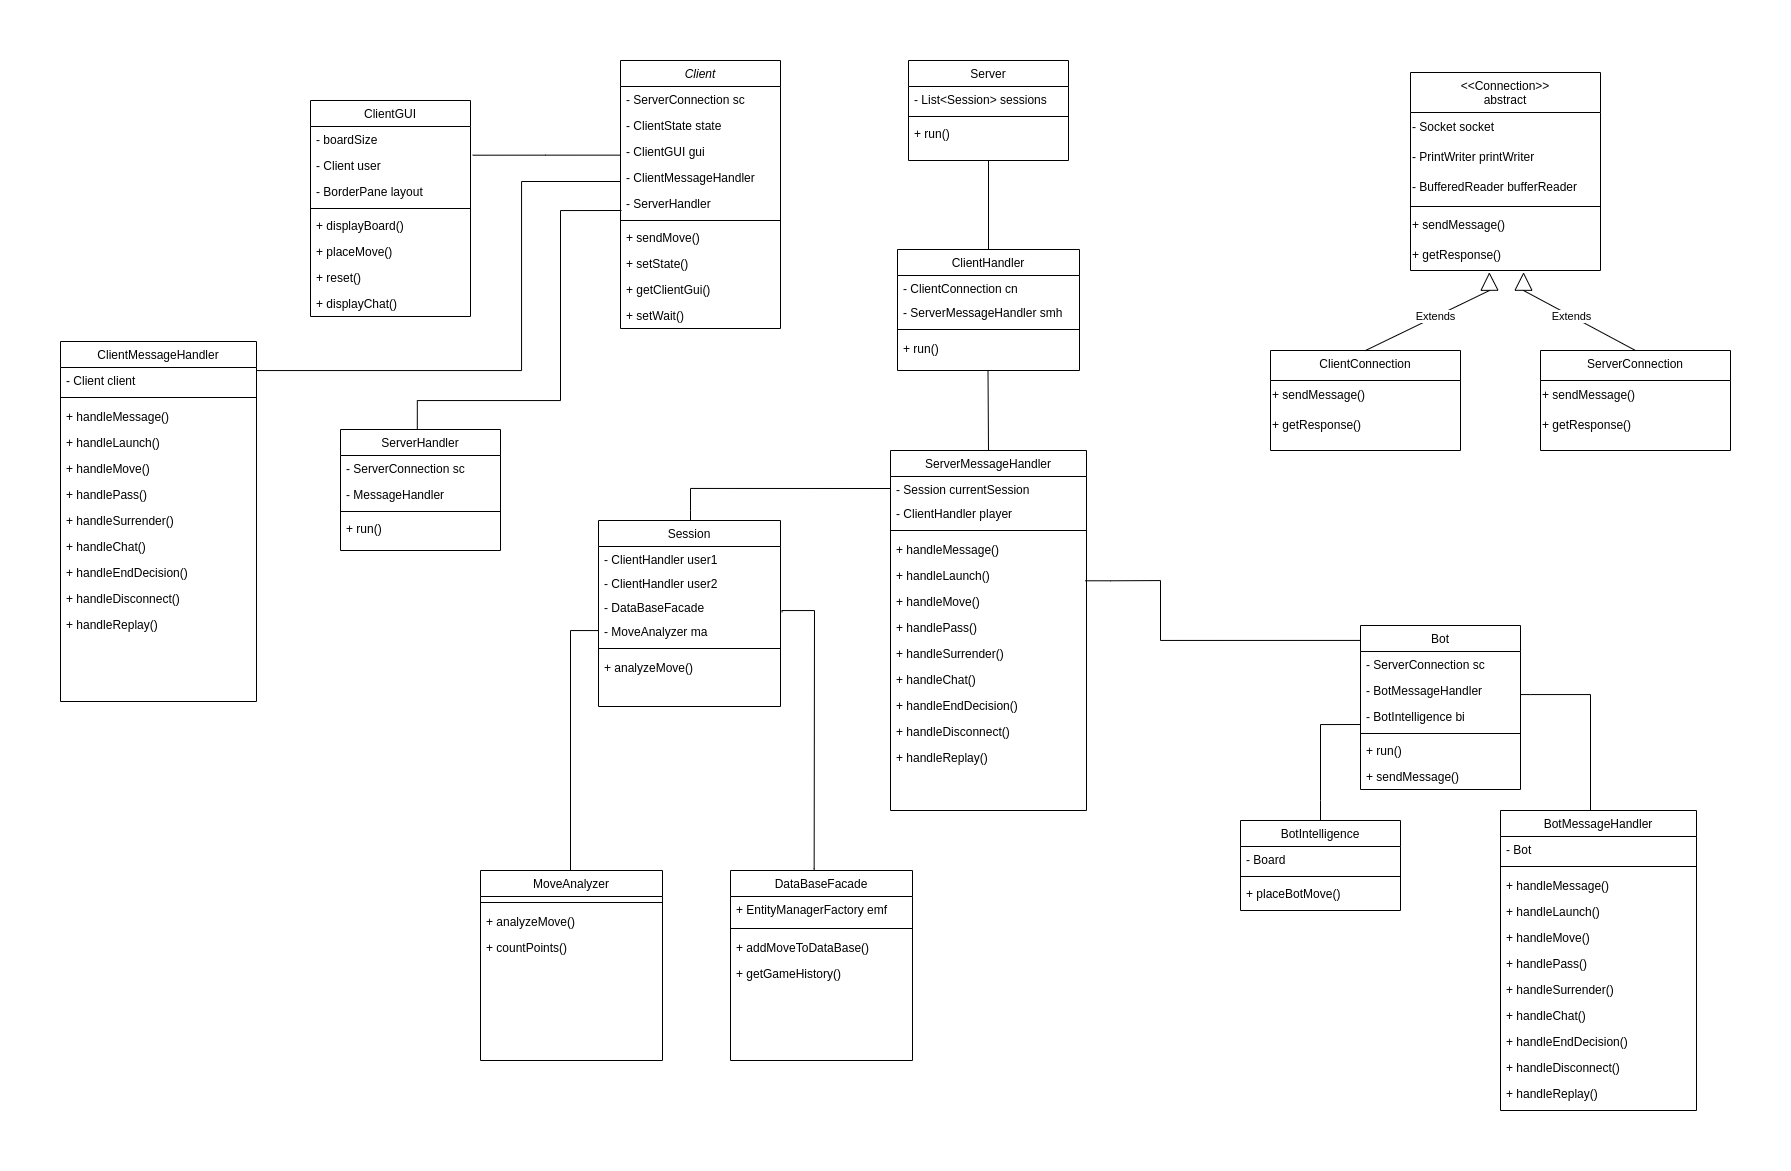 Client
- ServerConnection sc
- ClientState state
- ClientGUI gui
- ClientMessageHandler
- ServerHandler
+ sendMove()
+ setState()
+ getClientGui()
+ setWait()
Server
- List<Session> sessions
+ run()
<<Connection>>
abstract
- Socket socket
- PrintWriter printWriter
- BufferedReader bufferReader
+ sendMessage()
+ getResponse()
ClientGUI
- boardSize
- Client user
- BorderPane layout
+ displayBoard()
+ placeMove()
+ reset()
+ displayChat()
ClientHandler
- ClientConnection cn
- ServerMessageHandler smh
+ run()
Extends
Extends
ClientMessageHandler
- Client client
+ handleMessage()
+ handleLaunch()
+ handleMove()
+ handlePass()
+ handleSurrender()
+ handleChat()
+ handleEndDecision()
+ handleDisconnect()
+ handleReplay()
ClientConnection
+ sendMessage()
+ getResponse()
ServerConnection
+ sendMessage()
+ getResponse()
ServerHandler
- ServerConnection sc
- MessageHandler
+ run()
ServerMessageHandler
- Session currentSession
- ClientHandler player
+ handleMessage()
+ handleLaunch()
+ handleMove()
+ handlePass()
+ handleSurrender()
+ handleChat()
+ handleEndDecision()
+ handleDisconnect()
+ handleReplay()
Session
- ClientHandler user1
- ClientHandler user2
- DataBaseFacade
- MoveAnalyzer ma
+ analyzeMove()
Bot
- ServerConnection sc
- BotMessageHandler
- BotIntelligence bi
+ run()
+ sendMessage()
BotIntelligence
- Board
+ placeBotMove()
BotMessageHandler
- Bot
+ handleMessage()
+ handleLaunch()
+ handleMove()
+ handlePass()
+ handleSurrender()
+ handleChat()
+ handleEndDecision()
+ handleDisconnect()
+ handleReplay()
MoveAnalyzer
+ analyzeMove()
+ countPoints()
DataBaseFacade
+ EntityManagerFactory emf
+ addMoveToDataBase()
+ getGameHistory()